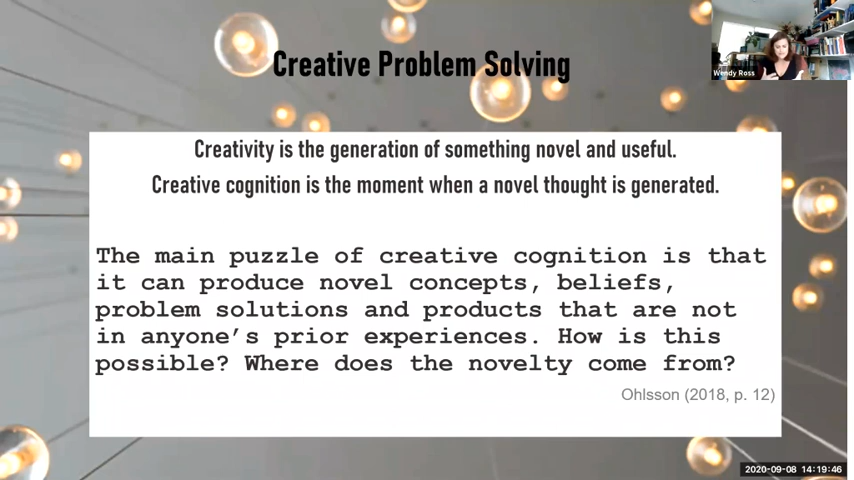 Creative Problem Solving
Wendy Ross
Creativity is the generation of something novel and useful.
Creative cognition is the moment when a novel thought is generated.
The main puzzle of creative cognition is that
it can produce novel concepts, beliefs,
problem solutions and products that are not
in anyone’s prior experiences. How is this
possible? Where does the novelty come from?
Ohlsson (2018, p. 12)
2020-09-08 14:19:46